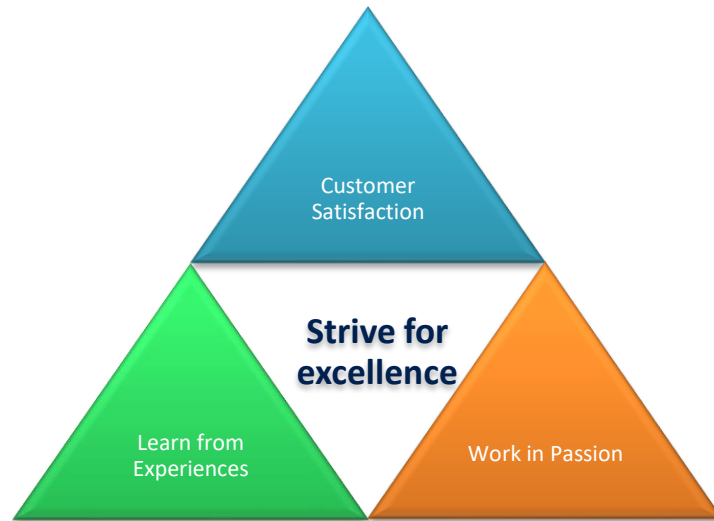 Customer
Satisfaction
Strive for
excellence
Learn from
Experiences
Work in Passion